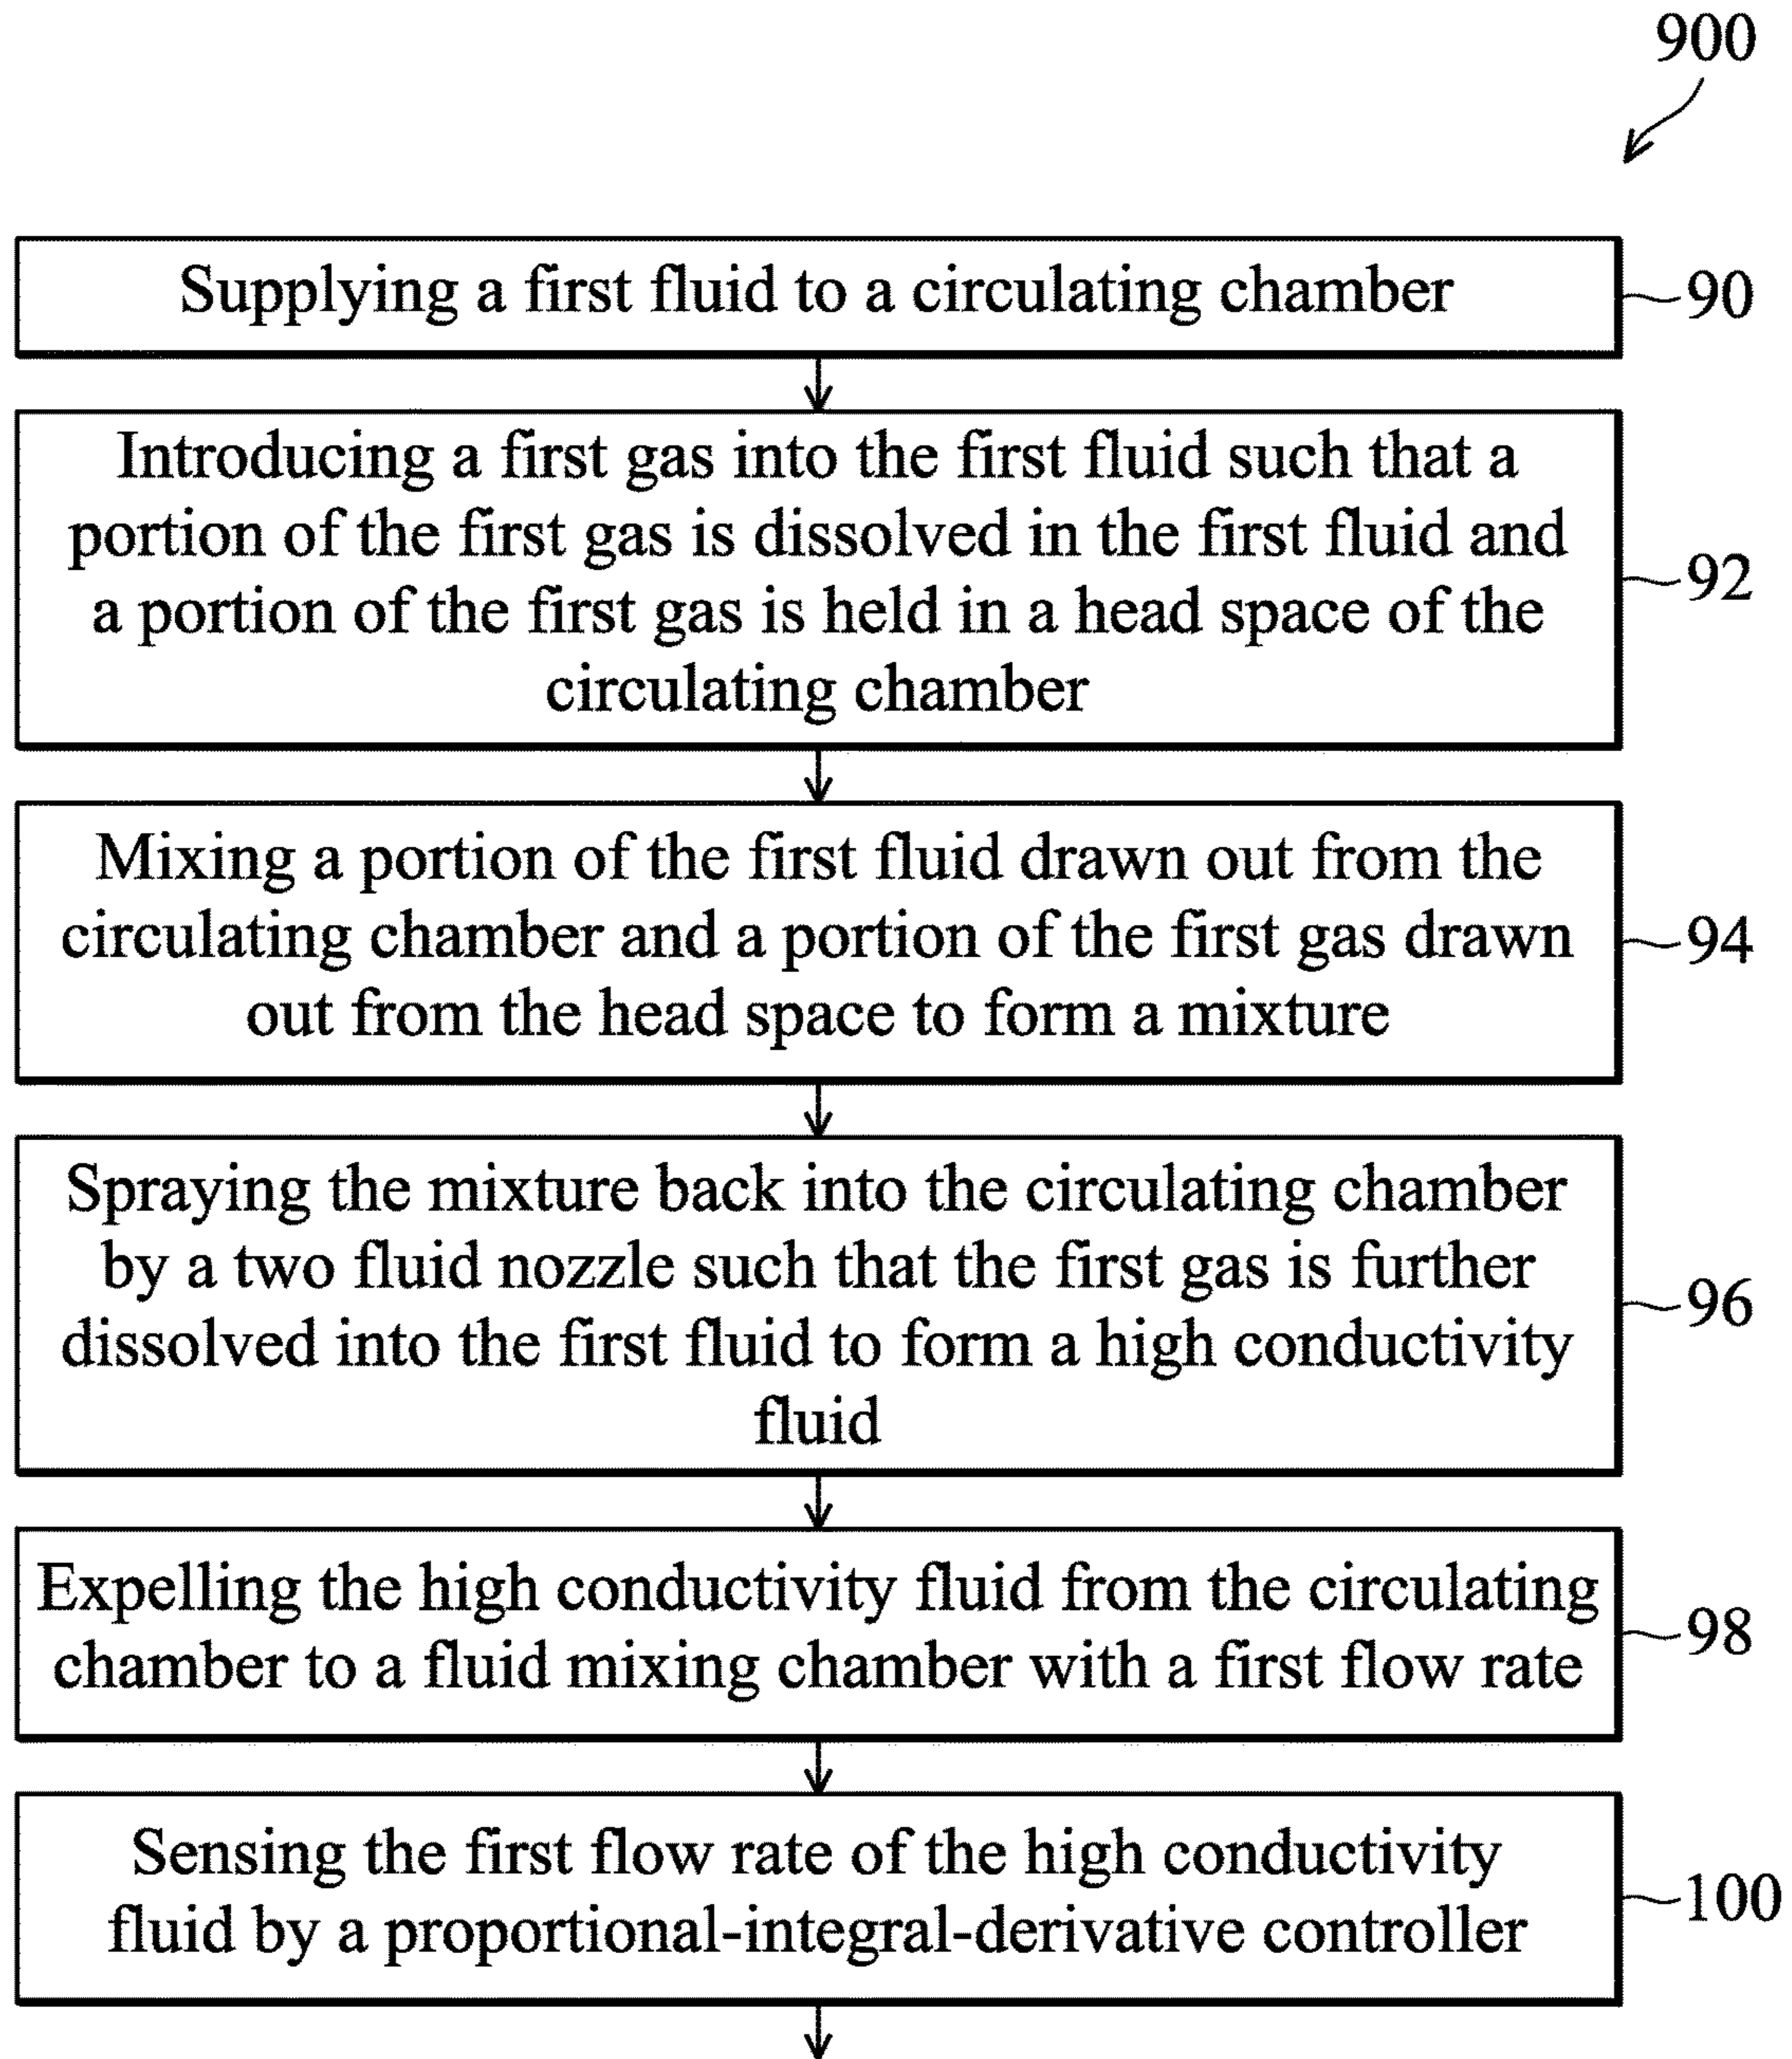 900
Supplying a first fluid to a circulating chamber
90
Introducing a first gas into the first fluid such that a
portion of the first gas is dissolved in the first fluid and
a portion of the first gas is held in a head space of the
circulating chamber
92
Mixing a portion of the first fluid drawn out from the
circulating chamber and a portion of the first gas drawn
out from the head space to form a mixture
94
Spraying the mixture back into the circulating chamber
by a two fluid nozzle such that the first gas is further
dissolved into the first fluid to form a high conductivity
fluid
96
Expelling the high conductivity fluid from the circulating
chamber to a fluid mixing chamber with a first flow rate
98
Sensing the first flow rate of the high conductivity
fluid by a proportional-integral-derivative controller
100